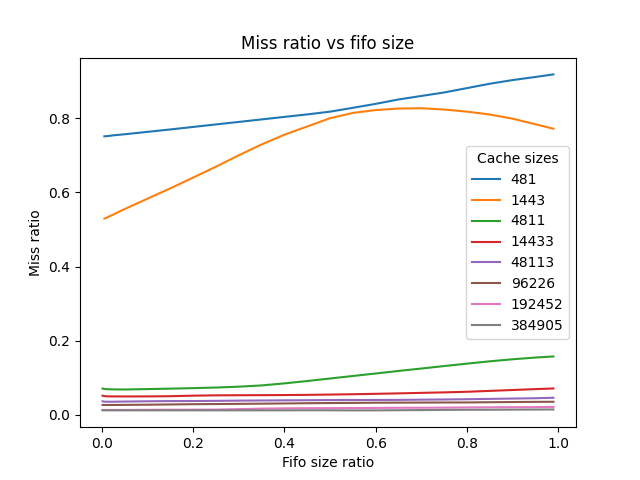 Miss ratio vs fifo size
Miss ratio
0.8
0.6
0.4
0.2
0.0
Cache sizes
481
1443
4811
14433
48113
96226
192452
384905
0.0 0.2 0.4 0.6 0.8 1.0
Fifo size ratio